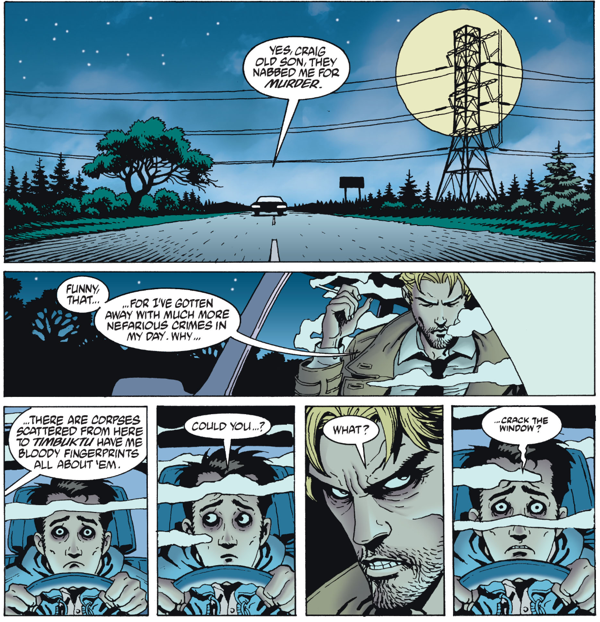 YES, CRAIG
OLD SON, THEY
NABBED ME FOR
MURDER.
FUNNY,
THAT...
...FOR I'VE GOTTEN
AWAY WITH MUCH MORE
NEFARIOUS CRIMES IN
MY DAY. WHY...
...THERE ARE CORPSES
SCATTERED FROM HERE
TO TIMBUKTU HAVE ME
BLOODY FINGERPRINTS
ALL ABOUT 'EM.
COULD YOU...?
WHAT?
...CRACK THE
WINDOW?